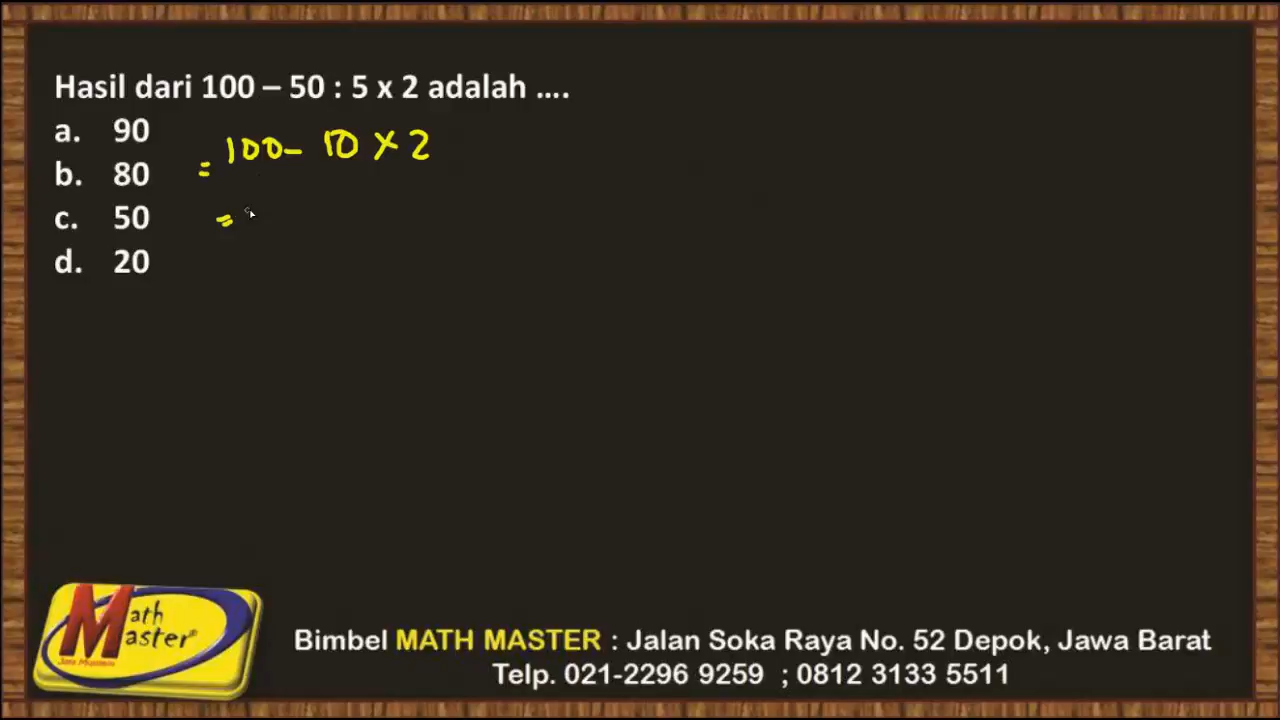 Hasil dari 100 – 50 : 5 x 2 adalah ....
a. 90
b. 80
c. 50
d. 20
= 100 - 10 x 2
=
Math Master®
Bimbel MATH MASTER : Jalan Soka Raya No. 52 Depok, Jawa Barat
Telp. 021-2296 9259 ; 0812 3133 5511